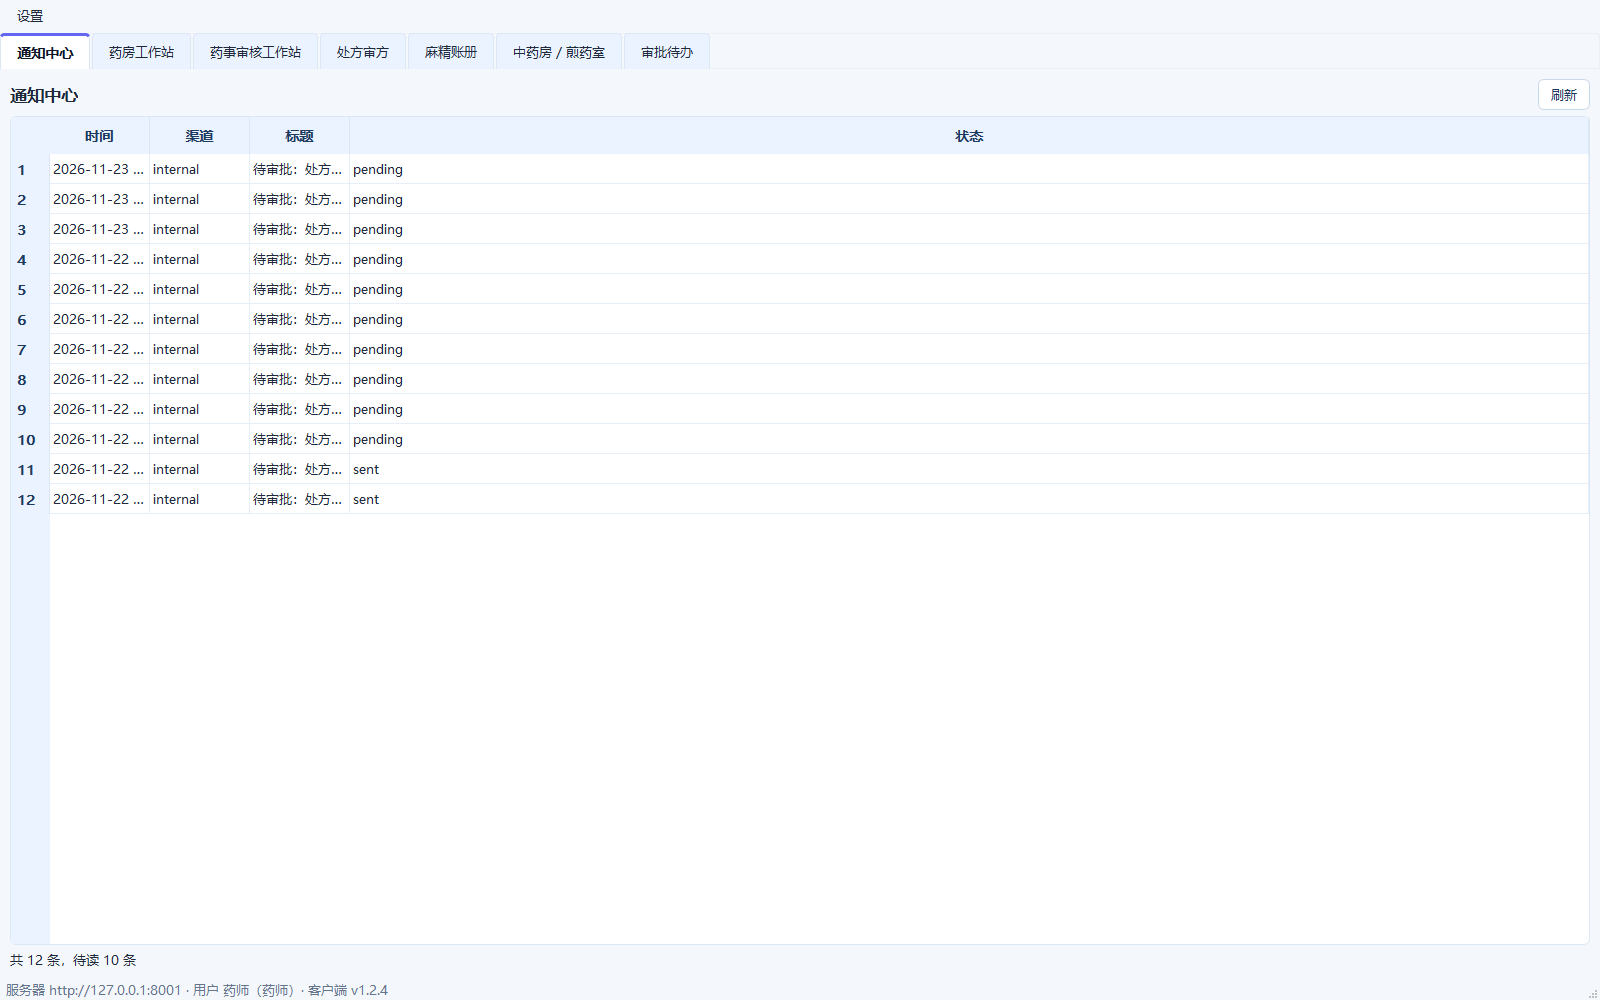 设置
通知中心 药房工作站 药事审核工作站 处方审方 麻精账册 中药房 / 煎药室 审批待办
通知中心 刷新
时间 渠道 标题 状态
1 2026-11-23 ... internal 待审批：处方... pending
2 2026-11-23 ... internal 待审批：处方... pending
3 2026-11-23 ... internal 待审批：处方... pending
4 2026-11-22 ... internal 待审批：处方... pending
5 2026-11-22 ... internal 待审批：处方... pending
6 2026-11-22 ... internal 待审批：处方... pending
7 2026-11-22 ... internal 待审批：处方... pending
8 2026-11-22 ... internal 待审批：处方... pending
9 2026-11-22 ... internal 待审批：处方... pending
10 2026-11-22 ... internal 待审批：处方... pending
11 2026-11-22 ... internal 待审批：处方... sent
12 2026-11-22 ... internal 待审批：处方... sent
共 12 条，待读 10 条
服务器 http://127.0.0.1:8001 · 用户 药师（药师）· 客户端 v1.2.4